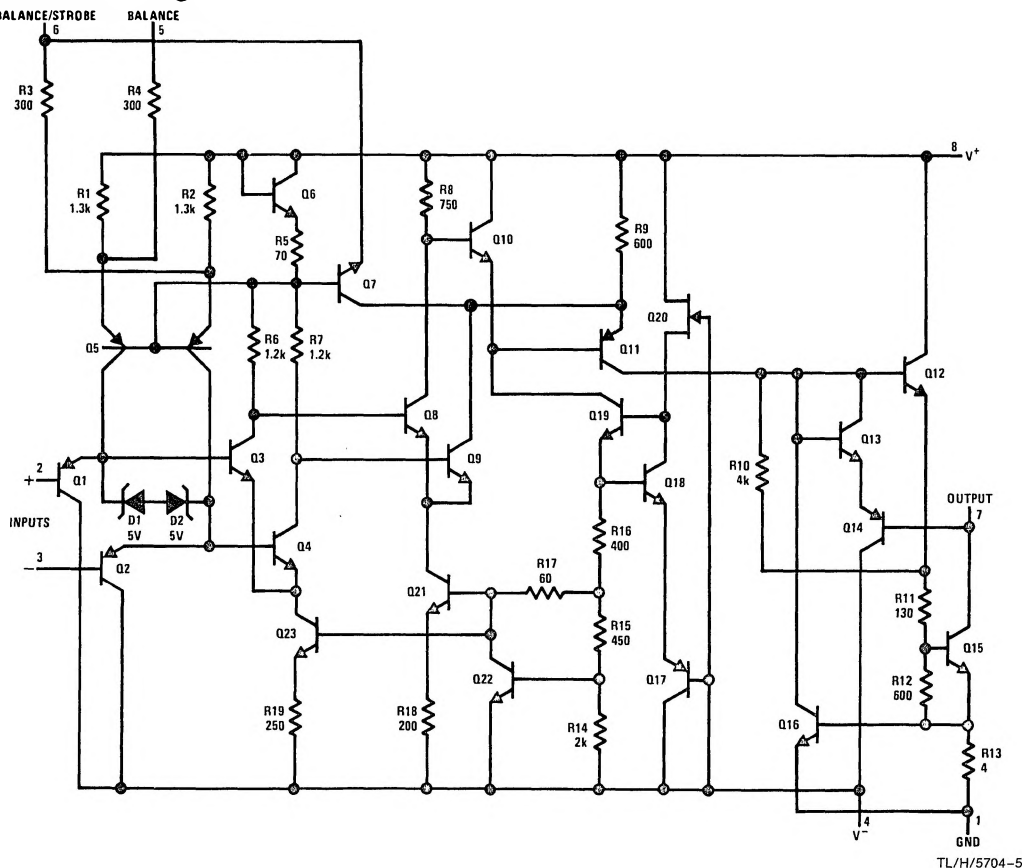 BALANCE/STROBE
6
BALANCE
5
R3
300
R4
300
8 V+
R1
1.3k
R2
1.3k
Q6
R5
70
R8
750
Q10
R9
600
Q7
Q20
Q5
R6
1.2k
R7
1.2k
Q11
Q12
Q8
Q19
Q13
2
+
Q1
Q3
Q9
Q18
R10
4k
INPUTS
D1
5V
D2
5V
OUTPUT
7
Q14
3
−
Q2
Q4
R16
400
R17
60
Q21
R11
130
Q23
R15
450
Q15
Q22
Q17
R12
600
R19
250
R18
200
R14
2k
Q16
R13
4
4
V−
1
GND
TL/H/5704-5